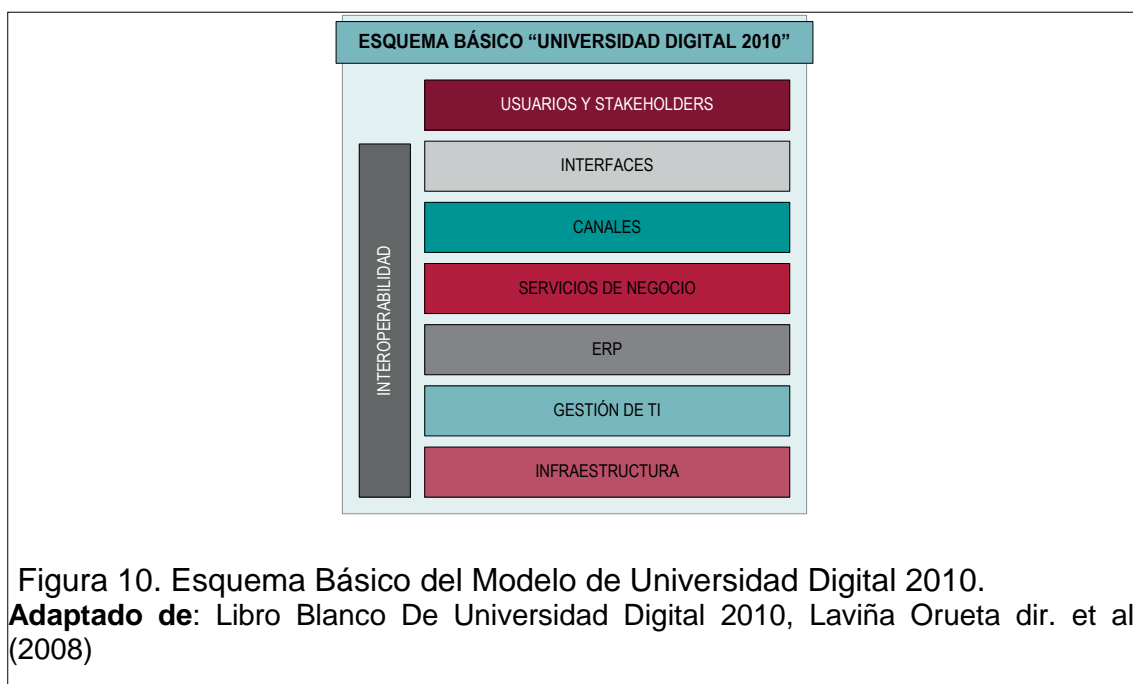 ESQUEMA BÁSICO “UNIVERSIDAD DIGITAL 2010”
USUARIOS Y STAKEHOLDERS
INTEROPERABILIDAD
INTERFACES
CANALES
SERVICIOS DE NEGOCIO
ERP
GESTIÓN DE TI
INFRAESTRUCTURA
Figura 10. Esquema Básico del Modelo de Universidad Digital 2010.
Adaptado de: Libro Blanco De Universidad Digital 2010, Laviña Orueta dir. et al
(2008)